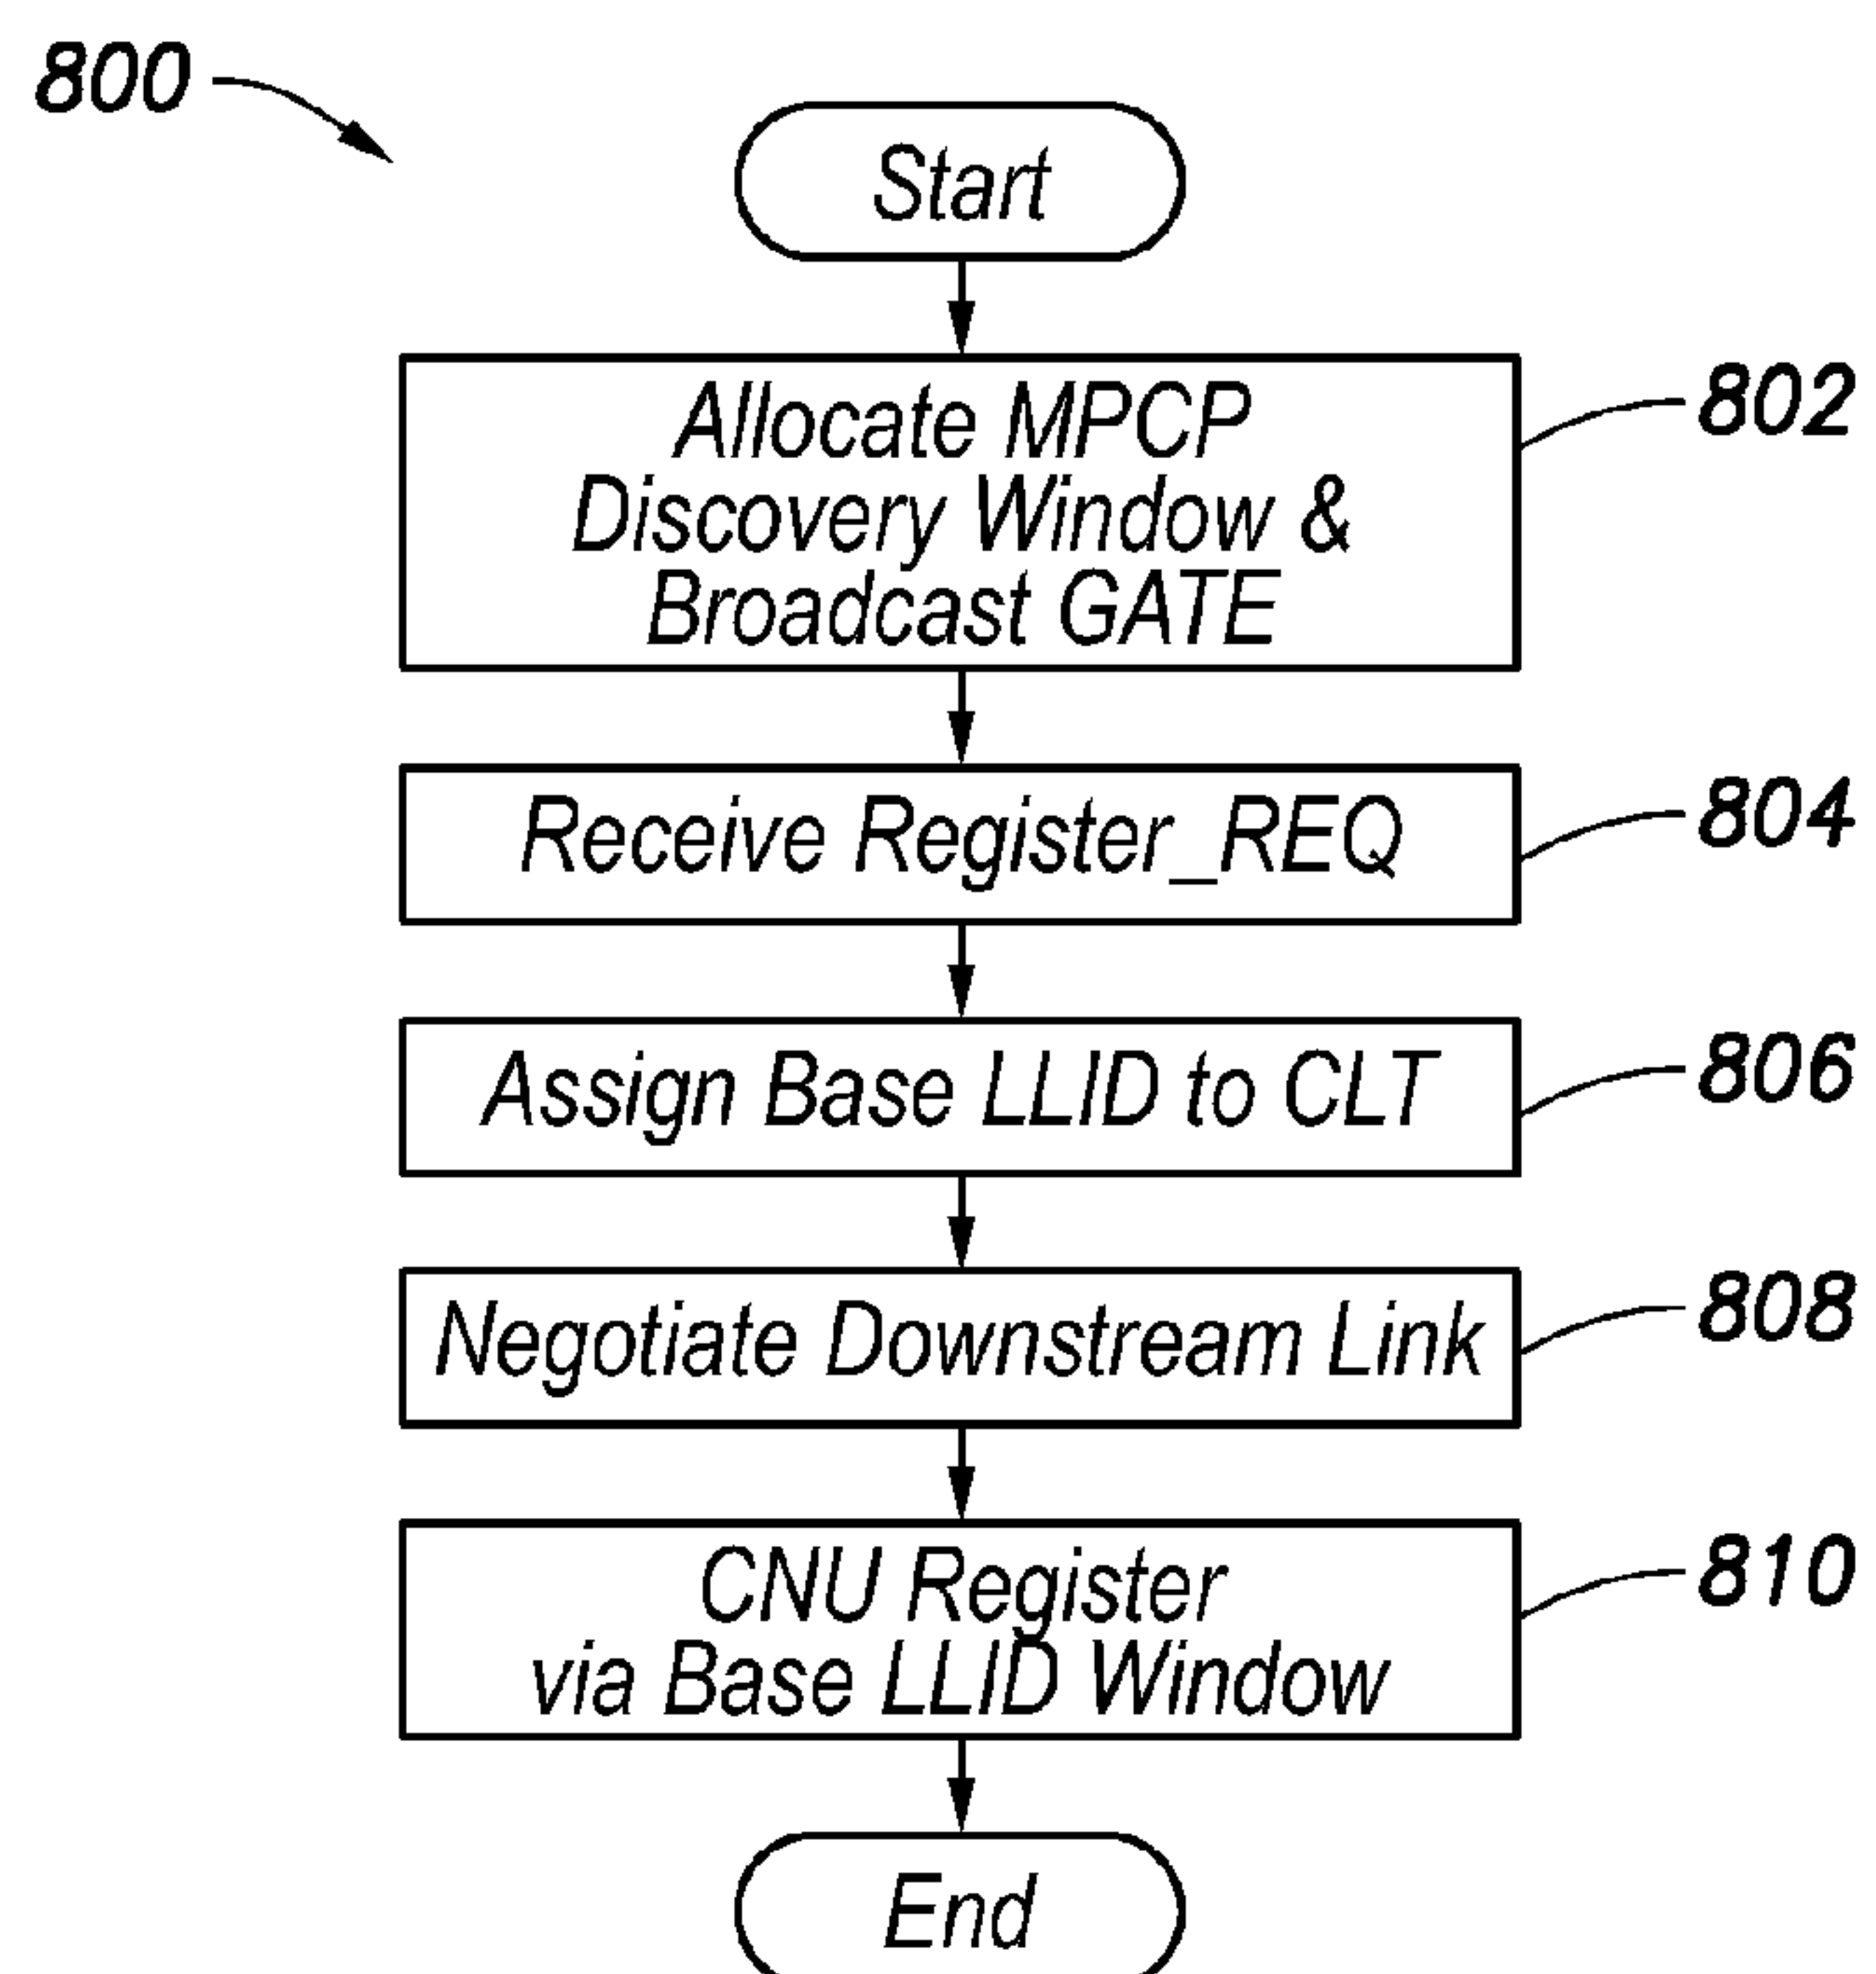 800
Start
Allocate MPCP
Discovery Window &
Broadcast GATE
802
Receive Register_REQ
804
Assign Base LLID to CLT
806
Negotiate Downstream Link
808
CNU Register
via Base LLID Window
810
End